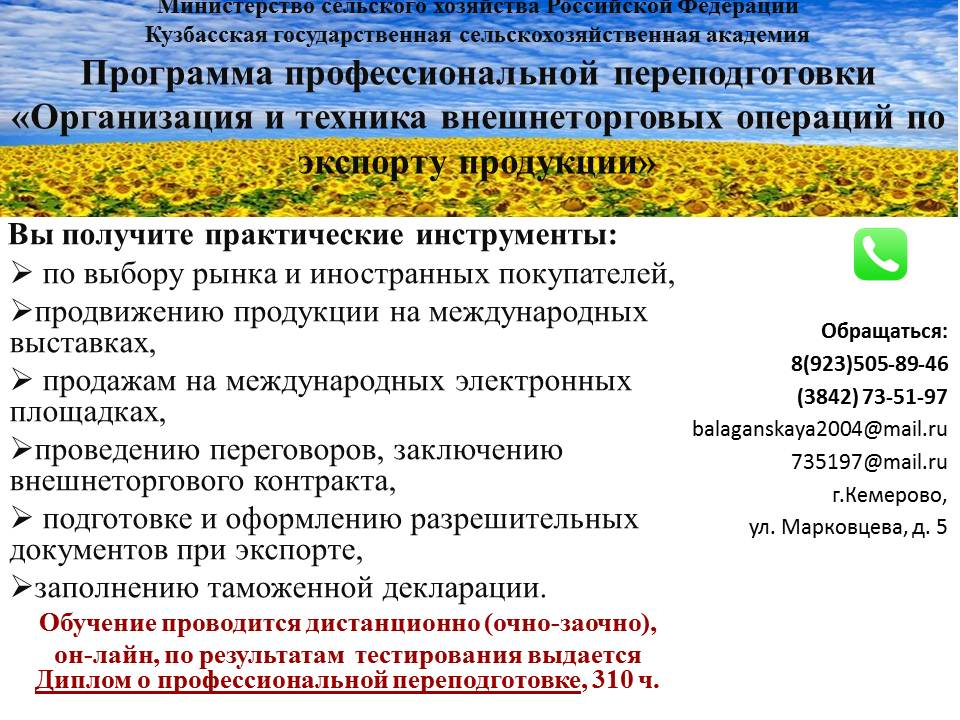 Министерство сельского хозяйства Российской Федерации
Кузбасская государственная сельскохозяйственная академия
Программа профессиональной переподготовки
«Организация и техника внешнеторговых операций по
экспорту продукции»
Вы получите практические инструменты:
➢ по выбору рынка и иностранных покупателей,
➢продвижению продукции на международных
выставках,
➢ продажам на международных электронных
площадках,
➢проведению переговоров, заключению
внешнеторгового контракта,
➢ подготовке и оформлению разрешительных
документов при экспорте,
➢заполнению таможенной декларации.
Обучение проводится дистанционно (очно-заочно),
он-лайн, по результатам тестирования выдается
Диплом о профессиональной переподготовке, 310 ч.
Обращаться:
8(923)505-89-46
(3842) 73-51-97
balaganskaya2004@mail.ru
735197@mail.ru
г.Кемерово,
ул. Марковцева, д. 5